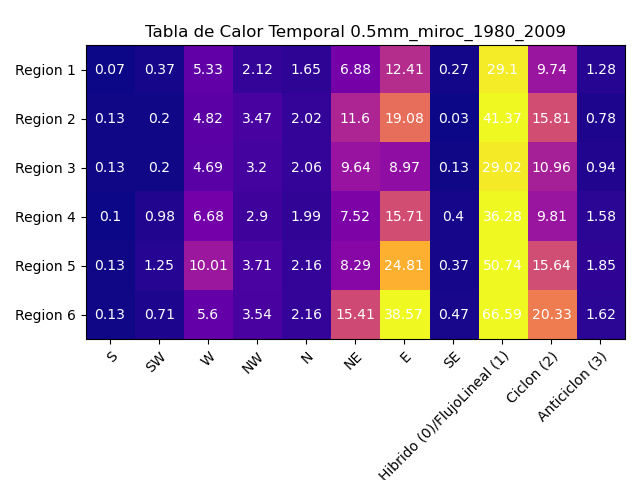 Tabla de Calor Temporal 0.5mm_miroc_1980_2009
Region 1 0.07 0.37 5.33 2.12 1.65 6.88 12.41 0.27 29.1 9.74 1.28
Region 2 0.13 0.2 4.82 3.47 2.02 11.6 19.08 0.03 41.37 15.81 0.78
Region 3 0.13 0.2 4.69 3.2 2.06 9.64 8.97 0.13 29.02 10.96 0.94
Region 4 0.1 0.98 6.68 2.9 1.99 7.52 15.71 0.4 36.28 9.81 1.58
Region 5 0.13 1.25 10.01 3.71 2.16 8.29 24.81 0.37 50.74 15.64 1.85
Region 6 0.13 0.71 5.6 3.54 2.16 15.41 38.57 0.47 66.59 20.33 1.62
S SW W NW N NE E SE Hibrido (0)/FlujoLineal (1) Ciclon (2) Anticiclon (3)